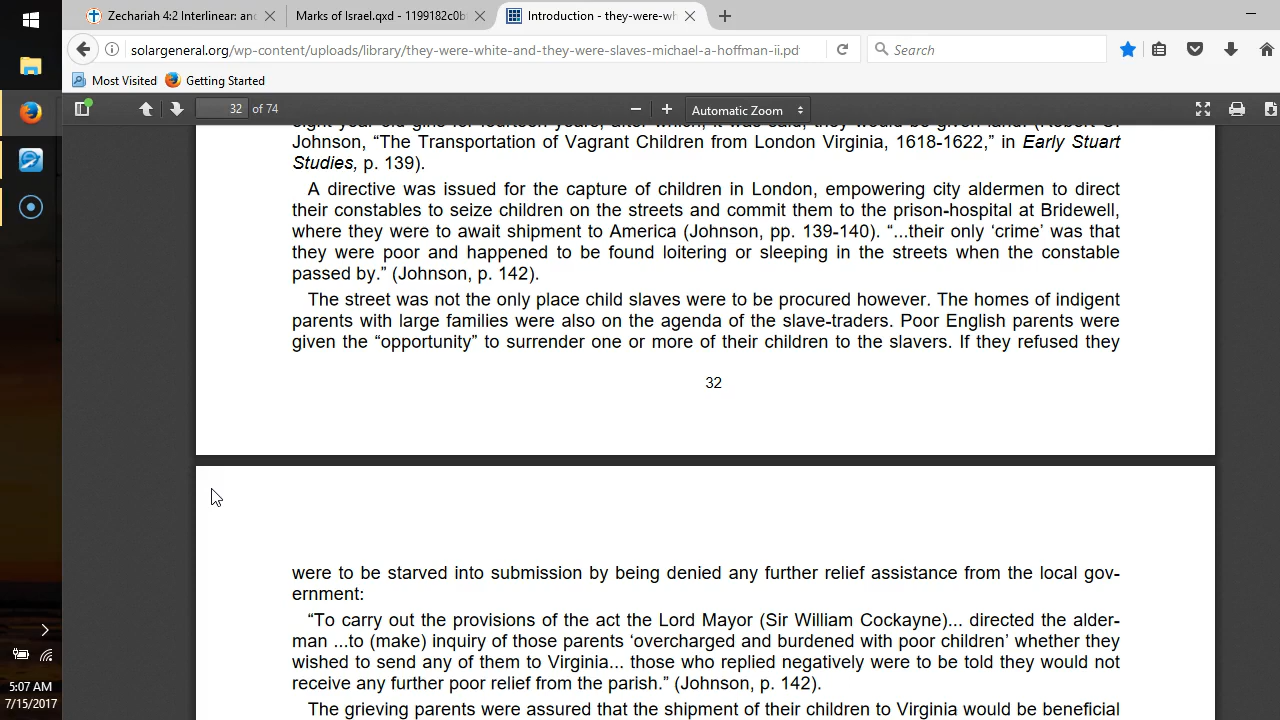 Zechariah 4:2 Interlinear: an
Marks of Israel.qxd - 1199182c0b
Introduction - they-were-wh
solargeneral.org/wp-content/uploads/library/they-were-white-and-they-were-slaves-michael-a-hoffman-ii.pd
Search
Most Visited
Getting Started
32 of 74
Automatic Zoom
Johnson, “The Transportation of Vagrant Children from London Virginia, 1618-1622,” in Early Stuart
Studies, p. 139).
A directive was issued for the capture of children in London, empowering city aldermen to direct
their constables to seize children on the streets and commit them to the prison-hospital at Bridewell,
where they were to await shipment to America (Johnson, pp. 139-140). “...their only ‘crime’ was that
they were poor and happened to be found loitering or sleeping in the streets when the constable
passed by.” (Johnson, p. 142).
The street was not the only place child slaves were to be procured however. The homes of indigent
parents with large families were also on the agenda of the slave-traders. Poor English parents were
given the “opportunity” to surrender one or more of their children to the slavers. If they refused they
32
were to be starved into submission by being denied any further relief assistance from the local gov-
ernment:
“To carry out the provisions of the act the Lord Mayor (Sir William Cockayne)... directed the alder-
man ...to (make) inquiry of those parents ‘overcharged and burdened with poor children’ whether they
wished to send any of them to Virginia... those who replied negatively were to be told they would not
receive any further poor relief from the parish.” (Johnson, p. 142).
The grieving parents were assured that the shipment of their children to Virginia would be beneficial
5:07 AM
7/15/2017